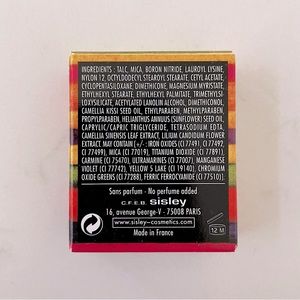 INGREDIENTS : TALC, MICA, BORON NITRIDE, LAUROYL LYSINE,
NYLON 12, OCTYLDODECYL STEAROYL STEARATE, CETYL ACETATE,
CYCLOPENTASILOXANE, DIMETHICONE, MAGNESIUM MYRISTATE,
ETHYLHEXYL STEARATE, ETHYLHEXYL PALMITATE, TRIMETHYLSI-
LOXYSILICATE, ACETYLATED LANOLIN ALCOHOL, DIMETHICONOL,
CAMELLIA KISSI SEED OIL, ETHYLPARABEN, METHYLPARABEN,
PROPYLPARABEN, HELIANTHUS ANNUUS (SUNFLOWER) SEED OIL,
CAPRYLIC/CAPRIC TRIGLYCERIDE, TETRASODIUM EDTA,
CAMELLIA SINENSIS LEAF EXTRACT, LILIUM CANDIDUM FLOWER
EXTRACT. MAY CONTAIN [+/- : IRON OXIDES (CI 77491, CI 77492,
CI 77499), MICA (CI 77019), TITANIUM DIOXIDE (CI 77891),
CARMINE (CI 75470), ULTRAMARINES (CI 77007), MANGANESE
VIOLET (CI 77742), YELLOW 5 LAKE (CI 19140), CHROMIUM
OXIDE GREENS (CI 77288), FERRIC FERROCYANIDE (CI 77510)].
Sans parfum - No perfume added
C.F.E.B. sisley
16, avenue George-V - 75008 PARIS
www.sisley-cosmetics.com
Made in France
12 M